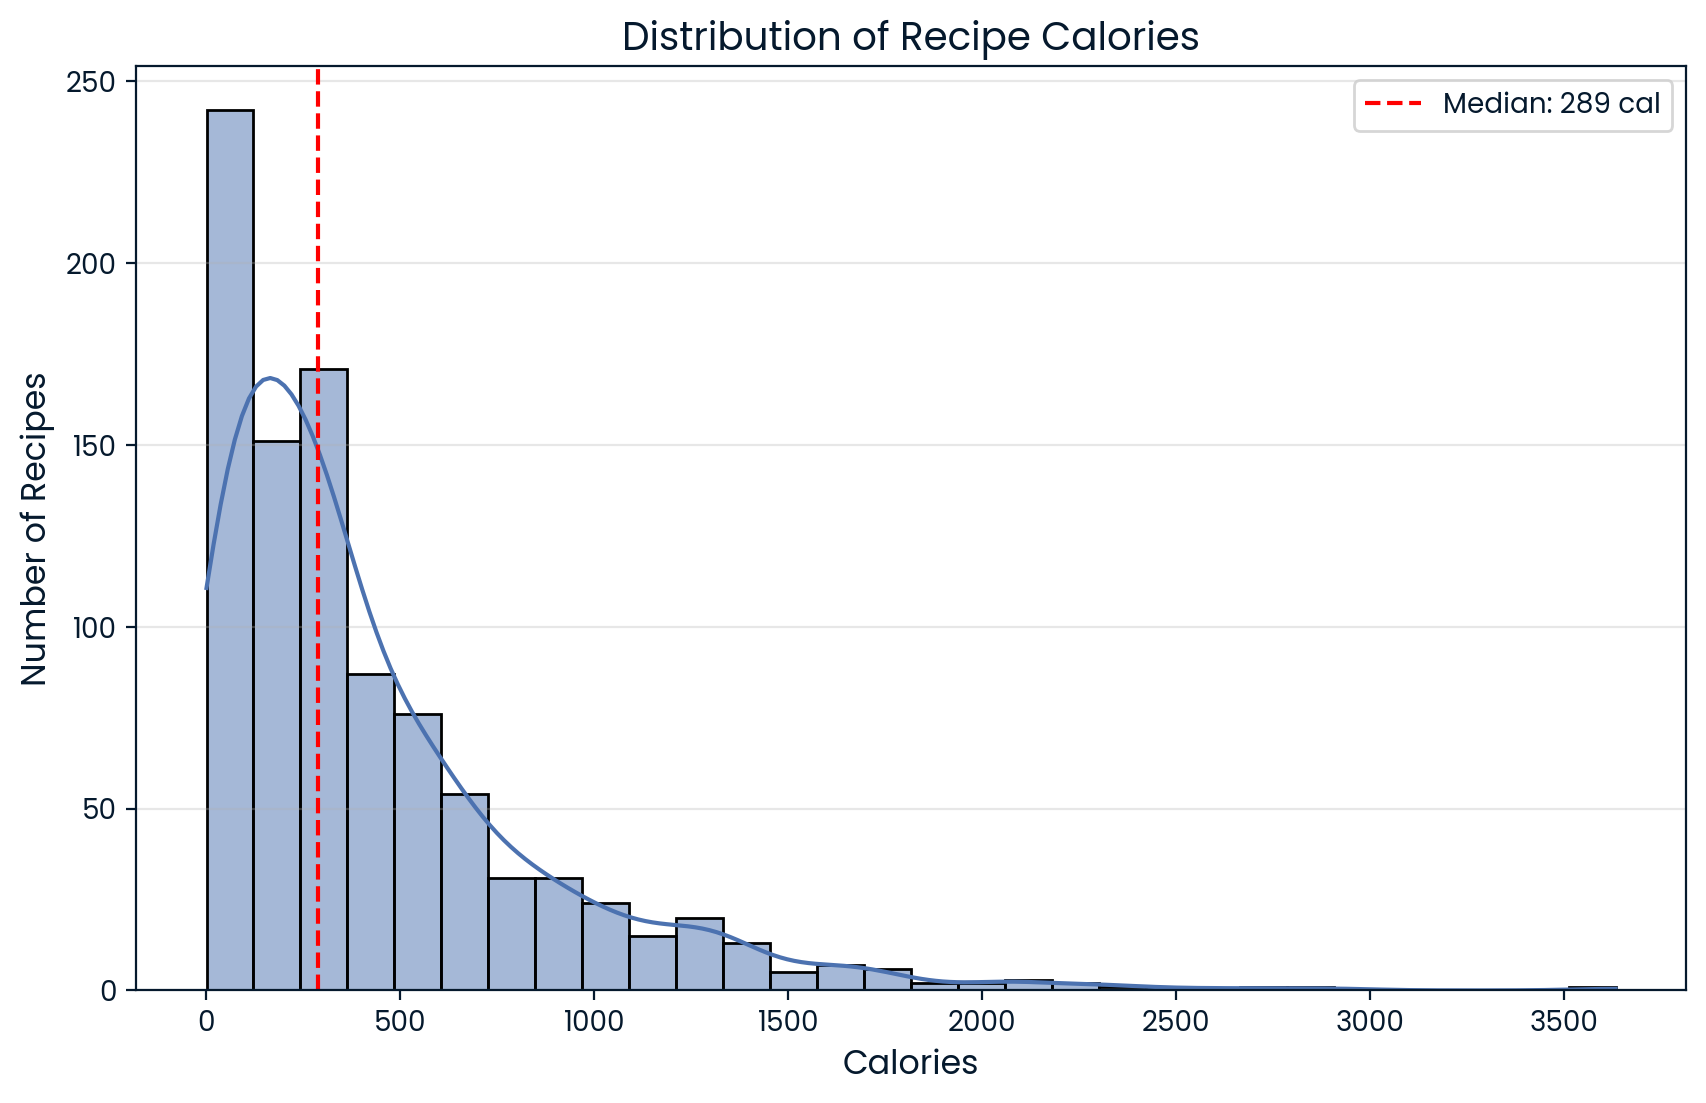 Distribution of Recipe Calories
Median: 289 cal
Number of Recipes
250
200
150
100
50
0
0 500 1000 1500 2000 2500 3000 3500
Calories